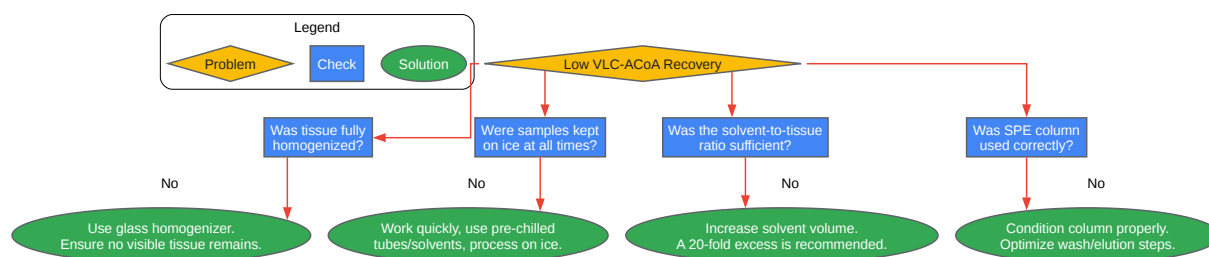 Legend
Problem
Check
Solution
Low VLC-ACoA Recovery
Was tissue fully
homogenized?
Were samples kept
on ice at all times?
Was the solvent-to-tissue
ratio sufficient?
Was SPE column
used correctly?
No
No
No
No
Use glass homogenizer.
Ensure no visible tissue remains.
Work quickly, use pre-chilled
tubes/solvents, process on ice.
Increase solvent volume.
A 20-fold excess is recommended.
Condition column properly.
Optimize wash/elution steps.